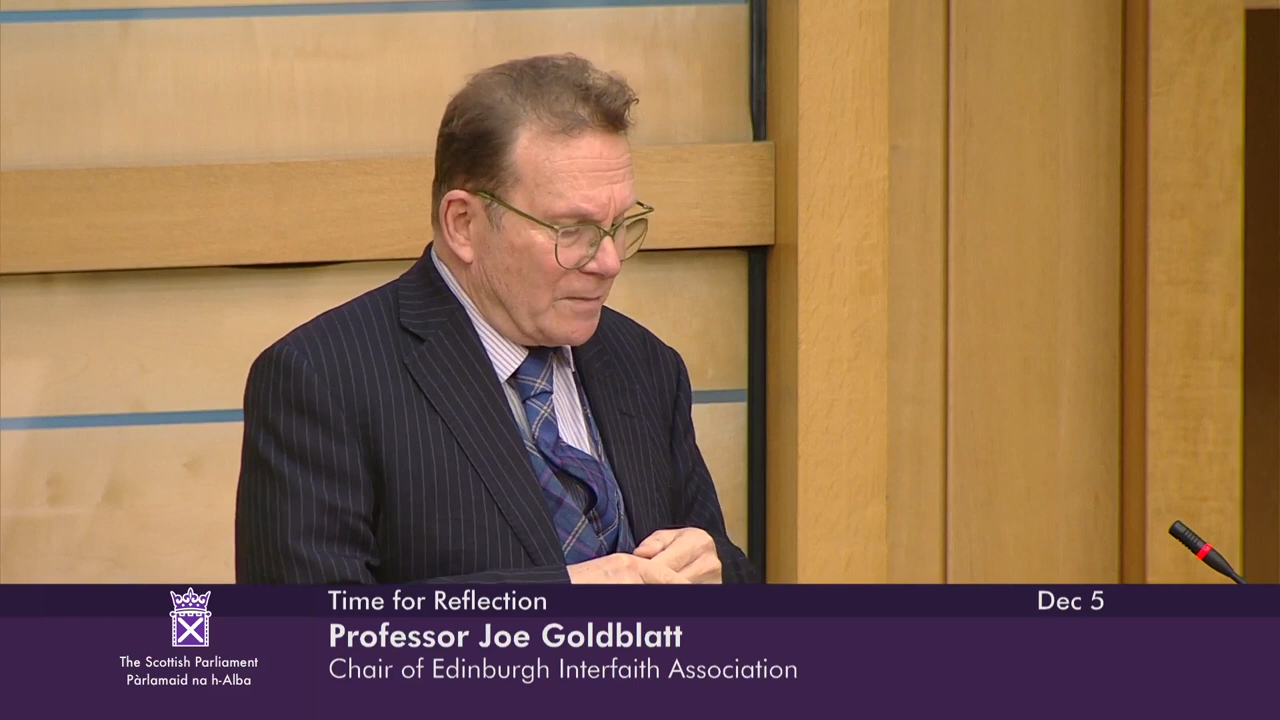 Time for Reflection
Dec 5
Professor Joe Goldblatt
Chair of Edinburgh Interfaith Association
The Scottish Parliament
Pàrlamaid na h-Alba